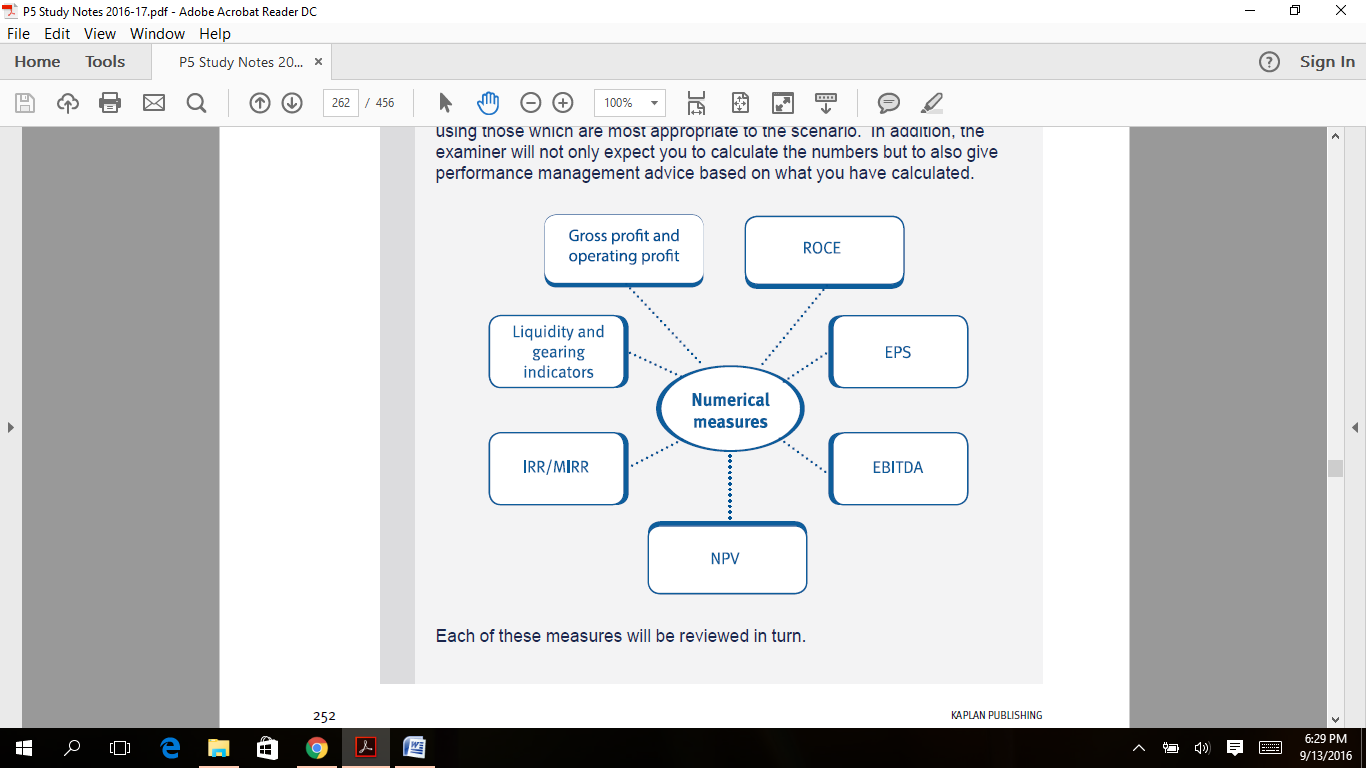 P5 Study Notes 2016-17.pdf - Adobe Acrobat Reader DC
File Edit View Window Help
Home Tools P5 Study Notes 20... × ? Sign In
262 / 456 100%
using those which are most appropriate to the scenario. In addition, the
examiner will not only expect you to calculate the numbers but to also give
performance management advice based on what you have calculated.
Gross profit and
operating profit
ROCE
Liquidity and
gearing
indicators
EPS
Numerical
measures
IRR/MIRR
EBITDA
NPV
Each of these measures will be reviewed in turn.
252 KAPLAN PUBLISHING
6:29 PM
9/13/2016